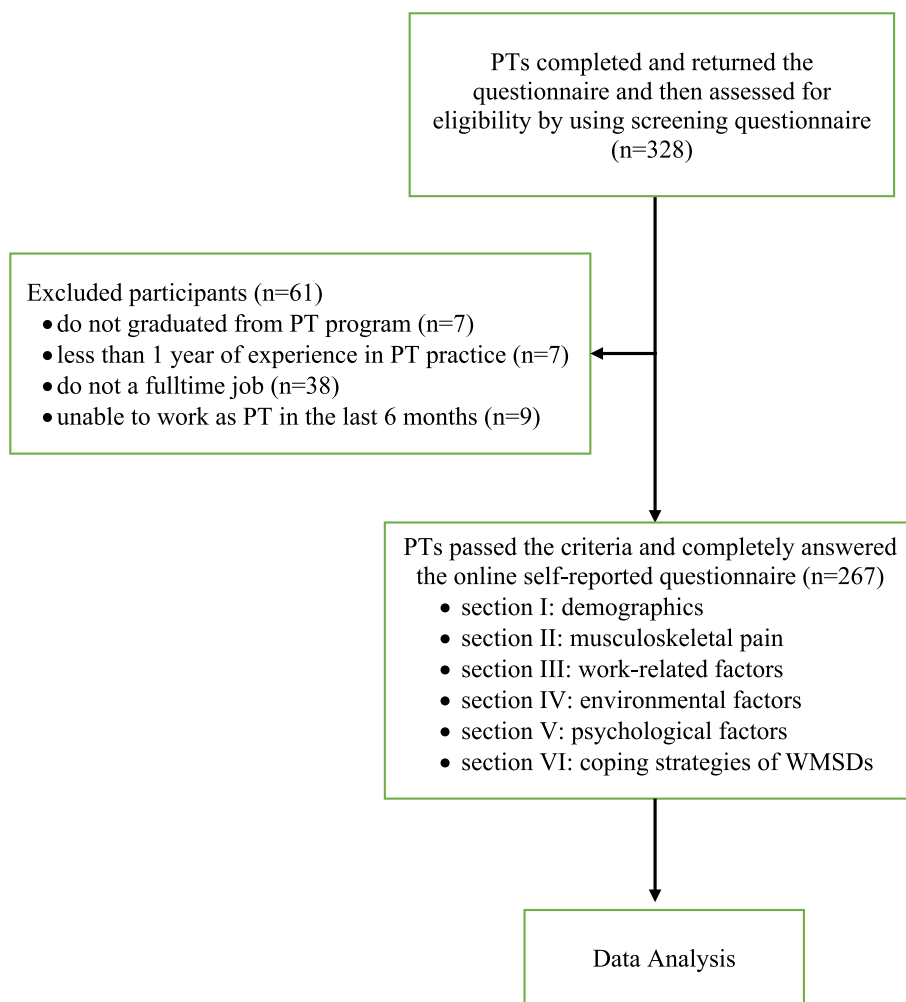 PTs completed and returned the
questionnaire and then assessed for
eligibility by using screening questionnaire
(n=328)
Excluded participants (n=61)
• do not graduated from PT program (n=7)
• less than 1 year of experience in PT practice (n=7)
• do not a fulltime job (n=38)
• unable to work as PT in the last 6 months (n=9)
PTs passed the criteria and completely answered
the online self-reported questionnaire (n=267)
• section I: demographics
• section II: musculoskeletal pain
• section III: work-related factors
• section IV: environmental factors
• section V: psychological factors
• section VI: coping strategies of WMSDs
Data Analysis